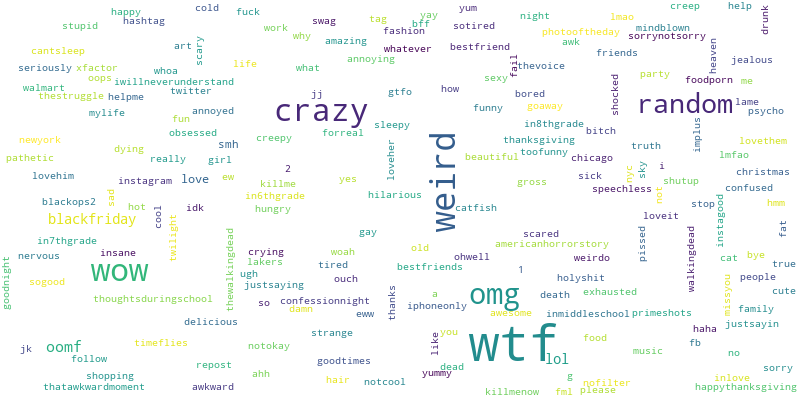 happy
cold
fuck
yum
night
creep
help
hashtag
swag
tag
yay
bff
sotired
lmao
mindblown
drunk
stupid
work
why
fashion
photooftheday
sorrynotsorry
art
scary
amazing
whatever
bestfriend
awk
friends
heaven
cantsleep
annoying
fail
thevoice
jealous
seriously
xfactor
whoa
life
what
sexy
party
foodporn
me
oops
iwillneverunderstand
walmart
twitter
gtfo
how
bored
shocked
thestruggle
helpme
jj
crazy
funny
goaway
random
lame
psycho
mylife
annoyed
fun
sleepy
in8thgrade
implus
newyork
obsessed
creepy
forreal
weird
thanksgiving
bitch
lovethem
dying
smh
loveher
toofunny
truth
pathetic
really
girl
beautiful
chicago
lmfao
lovehim
2
sky
i
christmas
instagram
love
ew
killme
yes
gross
sick
nyc
shutup
speechless
confused
blackops2
sad
in6thgrade
hilarious
not
hot
cool
idk
hungry
catfish
loveit
stop
instagood
hmm
blackfriday
fat
twilight
thewalkingdead
gay
scared
pissed
walkingdead
in7thgrade
old
americanhorrorstory
nervous
insane
crying
woah
ohwell
weirdo
cat
bye
goodnight
wow
lakers
tired
bestfriends
1
true
sogood
ugh
ouch
holyshit
missyou
people
justsaying
iphoneonly
omg
death
exhausted
cute
thoughtsduringschool
so
confessionnight
thanks
a
damn
eww
awesome
inmiddleschool
primeshots
family
delicious
wtf
justsayin
timeflies
strange
like
you
food
haha
jk
oomf
notokay
lol
music
fb
no
follow
repost
goodtimes
dead
sorry
shopping
ahh
yummy
g
inlove
thatawkwardmoment
awkward
hair
notcool
killmenow
fml
please
nofilter
happythanksgiving